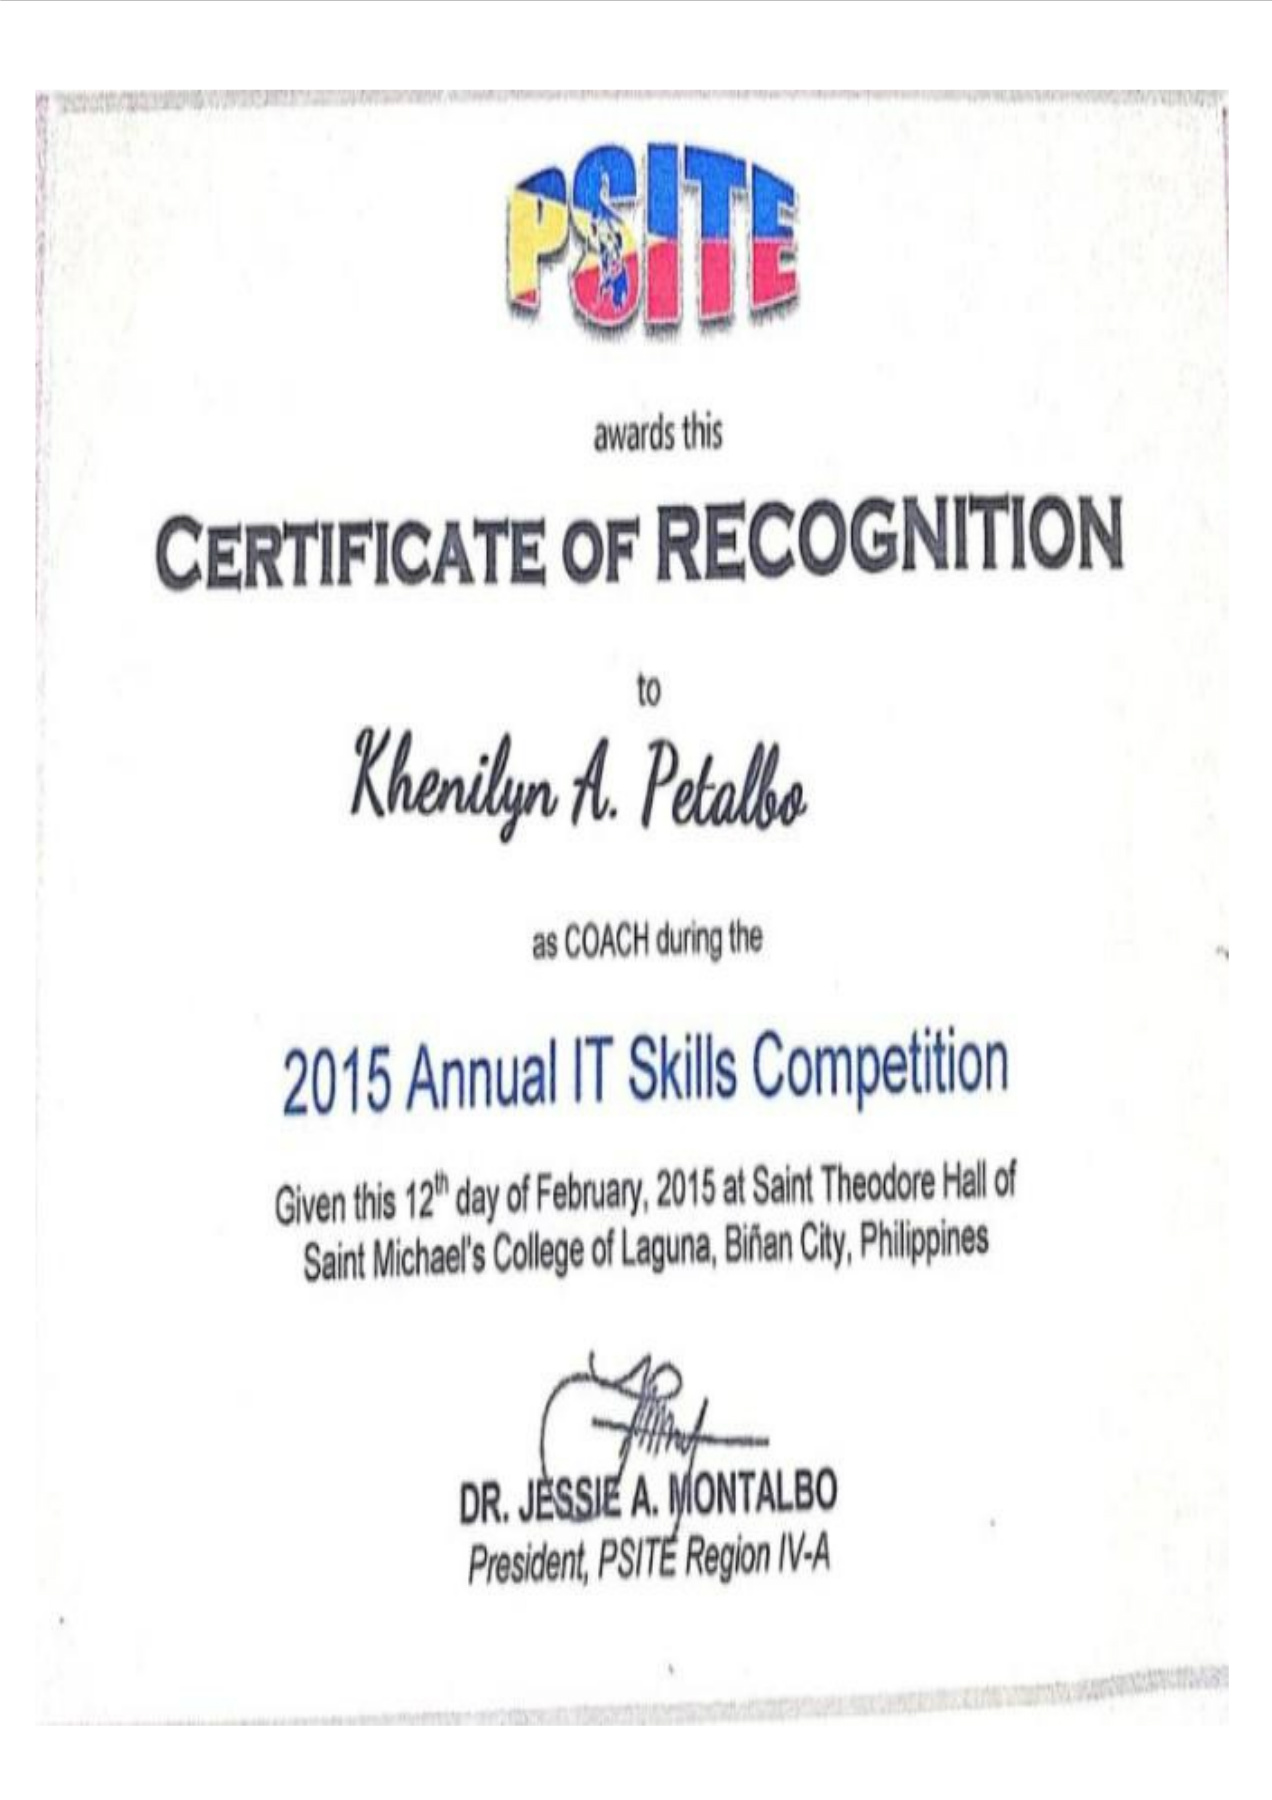 PSITE
awards this
CERTIFICATE OF RECOGNITION
to
Khenilyn A. Petalbo
as COACH during the
2015 Annual IT Skills Competition
Given this 12th day of February, 2015 at Saint Theodore Hall of
Saint Michael's College of Laguna, Biñan City, Philippines
DR. JESSIE A. MONTALBO
President, PSITE Region IV-A